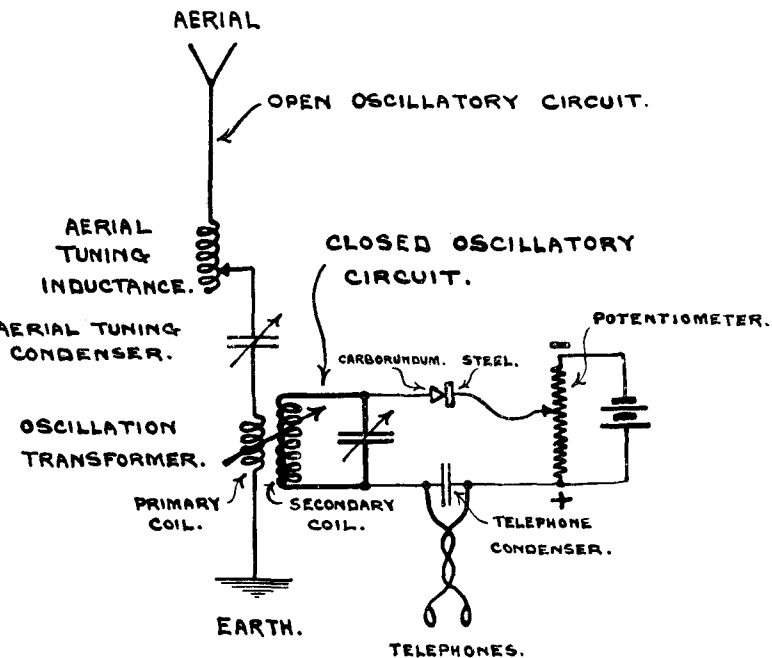 AERIAL
OPEN OSCILLATORY CIRCUIT.
AERIAL
TUNING
INDUCTANCE.
CLOSED OSCILLATORY
CIRCUIT.
AERIAL TUNING
CONDENSER.
POTENTIOMETER.
CARBORUNDUM. STEEL.
−
OSCILLATION
TRANSFORMER.
PRIMARY
COIL.
SECONDARY
COIL.
+
TELEPHONE
CONDENSER.
EARTH.
TELEPHONES.